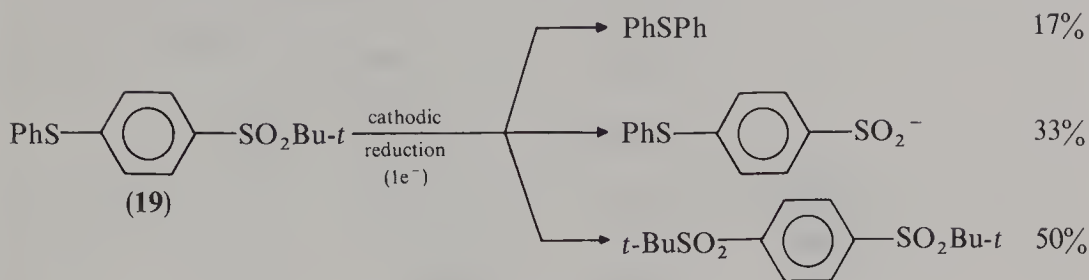 PhSPh 17%
PhS SO₂Bu-t cathodic reduction (1e⁻) PhS SO₂⁻ 33%
(19)
t-BuSO₂ SO₂Bu-t 50%